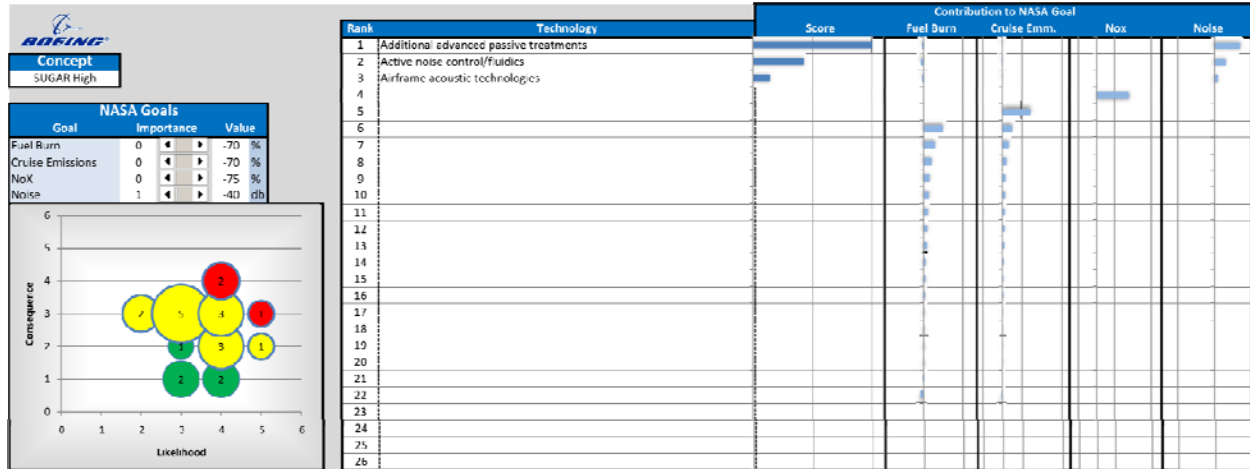 BOEING
Concept
SUGAR High
NASA Goals
Goal Importance Value
Fuel Burn 0 -70 %
Cruise Emissions 0 -70 %
NoX 0 -75 %
Noise 1 -40 db
Consequence
6
5
4
3
2
1
0
2
2 5 3 1
1 3 1
2 2
0 1 2 3 4 5 6
Likelihood
Contribution to NASA Goal
Rank Technology Score Fuel Burn Cruise Emm. Nox Noise
1 Additional advanced passive treatments
2 Active noise control/fluidics
3 Airframe acoustic technologies
4
5
6
7
8
9
10
11
12
13
14
15
16
17
18
19
20
21
22
23
24
25
26